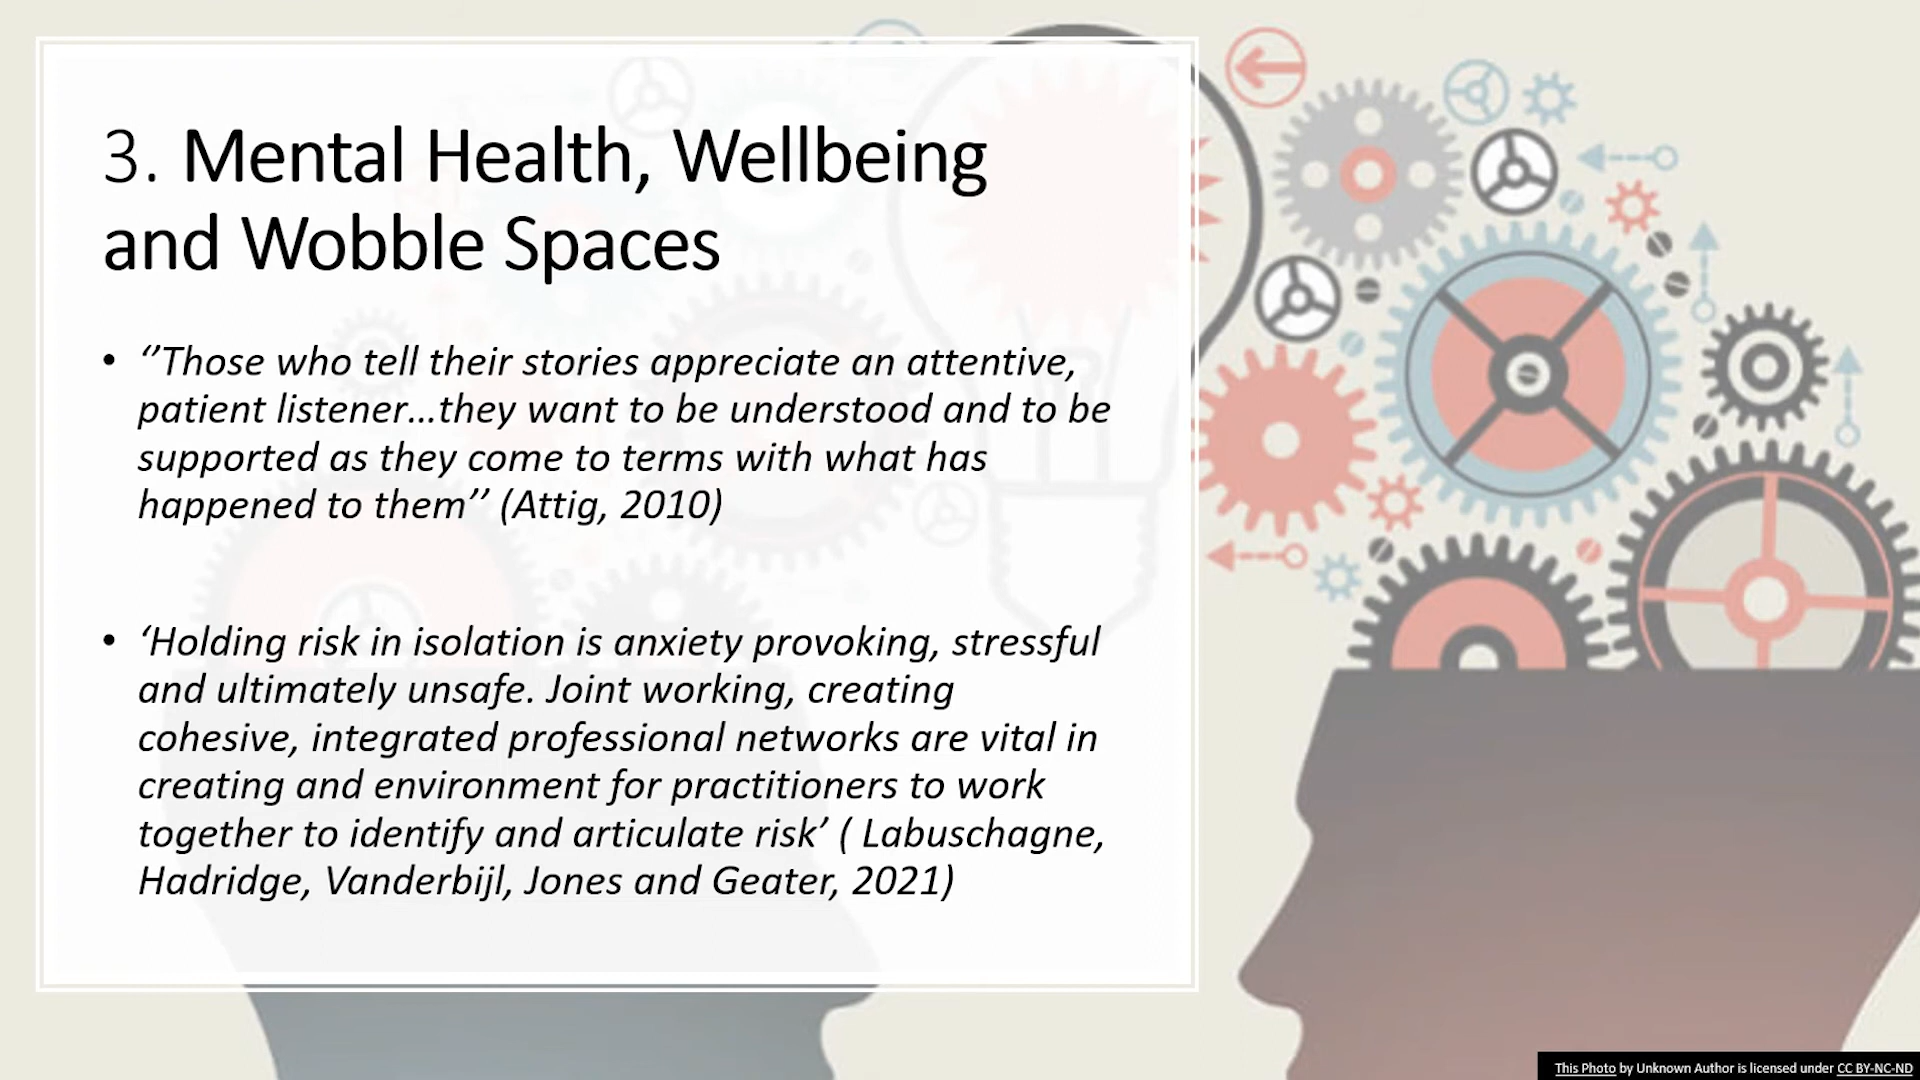 3. Mental Health, Wellbeing
and Wobble Spaces
• ‘’Those who tell their stories appreciate an attentive,
patient listener...they want to be understood and to be
supported as they come to terms with what has
happened to them’’ (Attig, 2010)
• ‘Holding risk in isolation is anxiety provoking, stressful
and ultimately unsafe. Joint working, creating
cohesive, integrated professional networks are vital in
creating and environment for practitioners to work
together to identify and articulate risk’ ( Labuschagne,
Hadridge, Vanderbijl, Jones and Geater, 2021)
This Photo by Unknown Author is licensed under CC BY-NC-ND